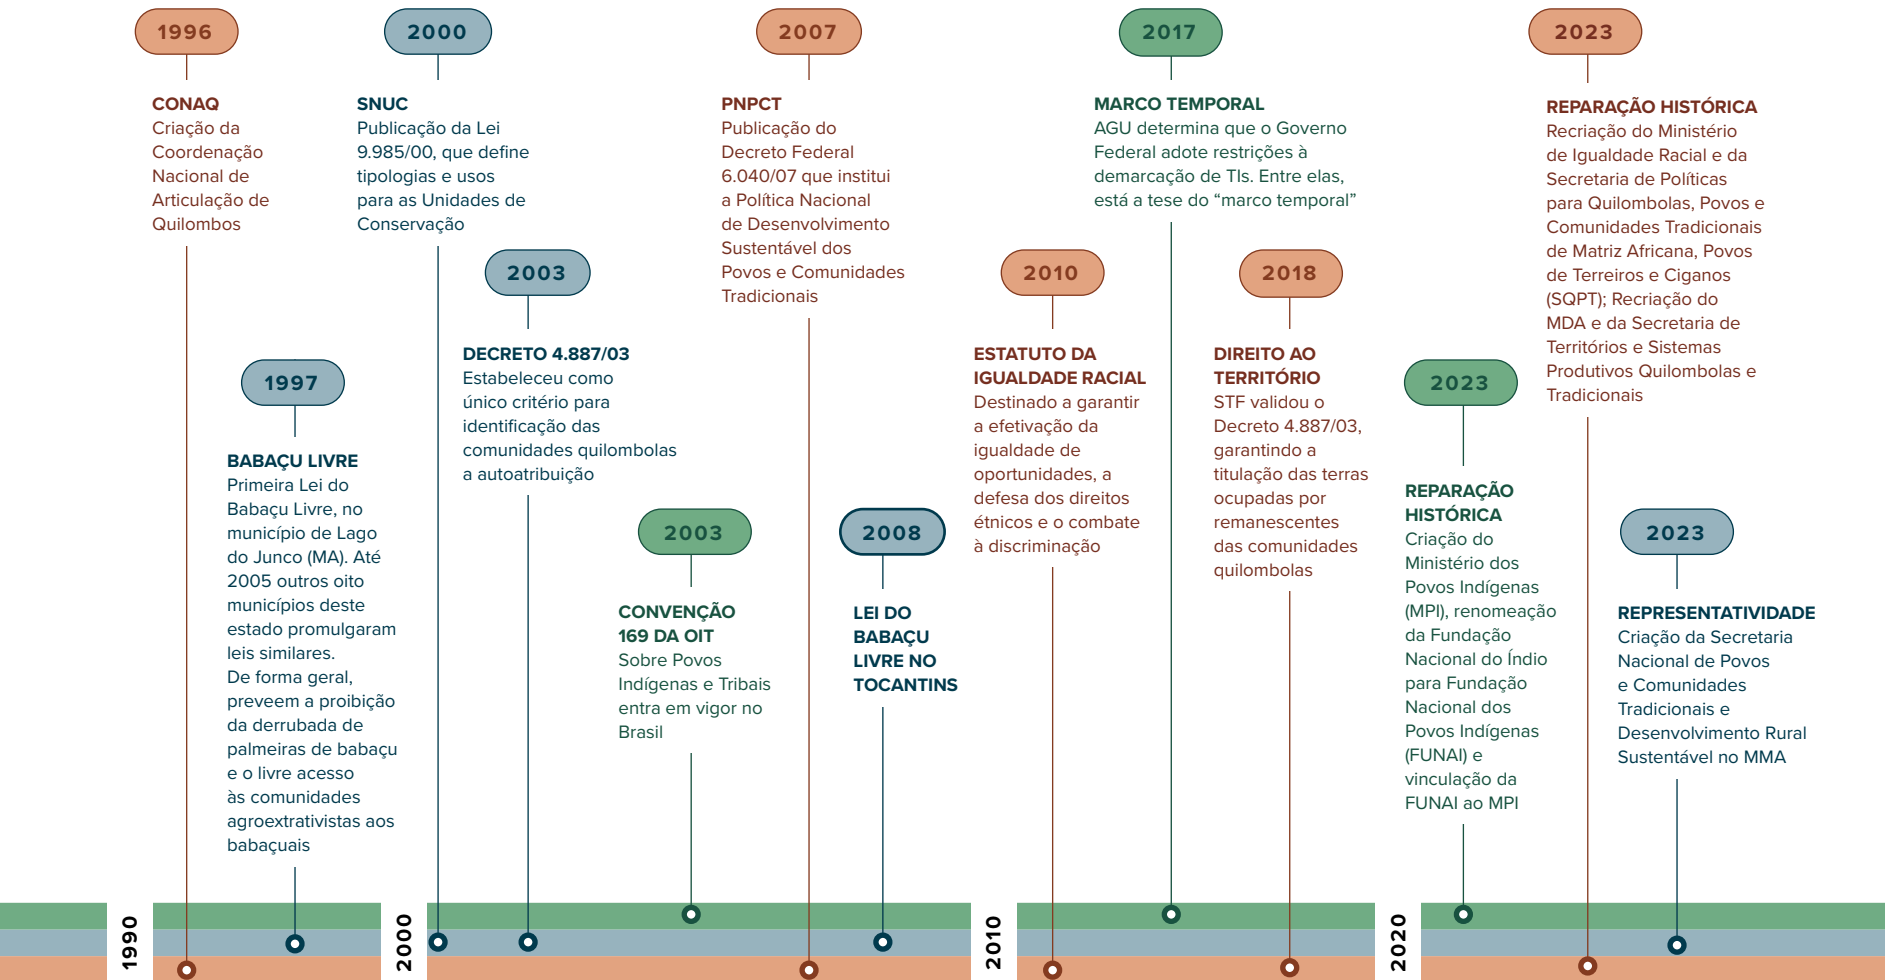 1996
CONAQ
Criação da
Coordenação
Nacional de
Articulação de
Quilombos
1997
BABAÇU LIVRE
Primeira Lei do
Babaçu Livre, no
município de Lago
do Junco (MA). Até
2005 outros oito
municípios deste
estado promulgaram
leis similares.
De forma geral,
preveem a proibição
da derrubada de
palmeiras de babaçu
e o livre acesso
às comunidades
agroextrativistas aos
babaçuais
2000
SNUC
Publicação da Lei
9.985/00, que define
tipologias e usos
para as Unidades de
Conservação
2003
DECRETO 4.887/03
Estabeleceu como
único critério para
identificação das
comunidades quilombolas
a autoatribuição
2003
CONVENÇÃO
169 DA OIT
Sobre Povos
Indígenas e Tribais
entra em vigor no
Brasil
2007
PNPCT
Publicação do
Decreto Federal
6.040/07 que institui
a Política Nacional
de Desenvolvimento
Sustentável dos
Povos e Comunidades
Tradicionais
2008
LEI DO
BABAÇU
LIVRE NO
TOCANTINS
2010
ESTATUTO DA
IGUALDADE RACIAL
Destinado a garantir
a efetivação da
igualdade de
oportunidades, a
defesa dos direitos
étnicos e o combate
à discriminação
2017
MARCO TEMPORAL
AGU determina que o Governo
Federal adote restrições à
demarcação de TIs. Entre elas,
está a tese do “marco temporal”
2018
DIREITO AO
TERRITÓRIO
STF validou o
Decreto 4.887/03,
garantindo a
titulação das terras
ocupadas por
remanescentes
das comunidades
quilombolas
2023
REPARAÇÃO
HISTÓRICA
Criação do
Ministério dos
Povos Indígenas
(MPI), renomeação
da Fundação
Nacional do Índio
para Fundação
Nacional dos
Povos Indígenas
(FUNAI) e
vinculação da
FUNAI ao MPI
2023
REPARAÇÃO HISTÓRICA
Recriação do Ministério
de Igualdade Racial e da
Secretaria de Políticas
para Quilombolas, Povos e
Comunidades Tradicionais
de Matriz Africana, Povos
de Terreiros e Ciganos
(SQPT); Recriação do
MDA e da Secretaria de
Territórios e Sistemas
Produtivos Quilombolas e
Tradicionais
2023
REPRESENTATIVIDADE
Criação da Secretaria
Nacional de Povos
e Comunidades
Tradicionais e
Desenvolvimento Rural
Sustentável no MMA
1990
2000
2010
2020